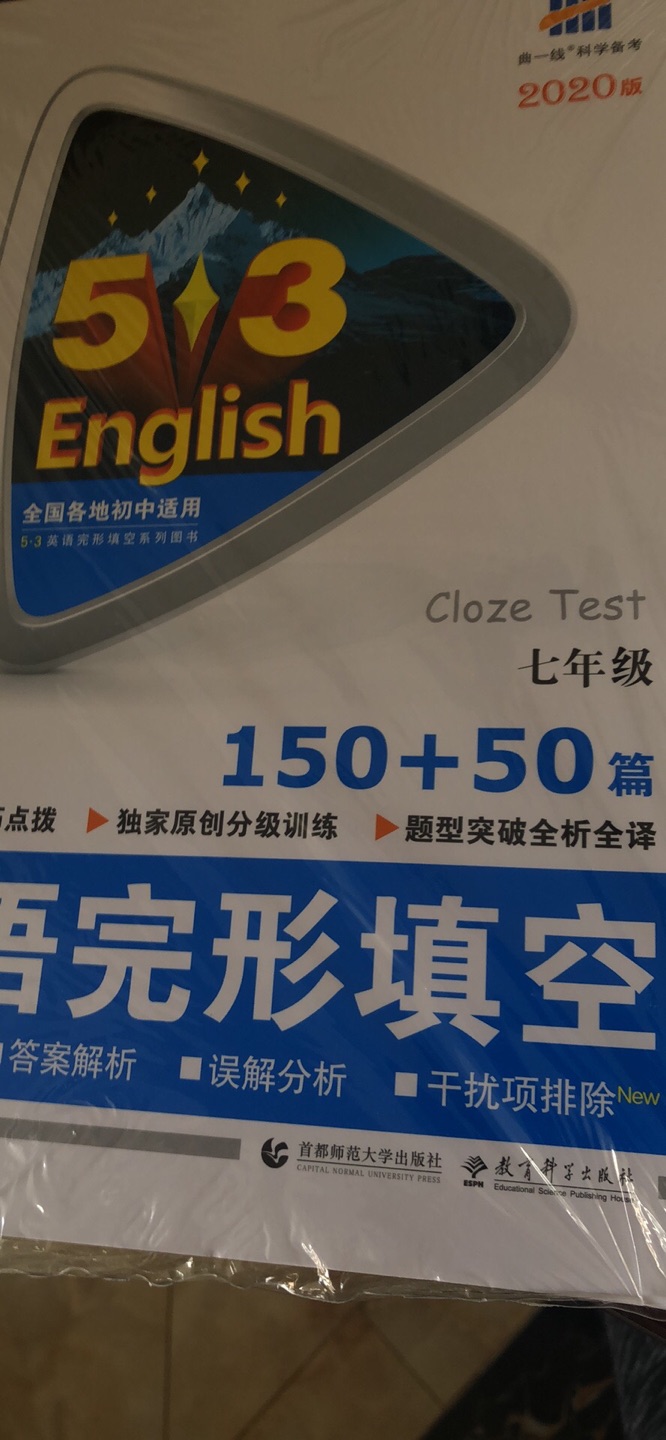 曲一线®科学备考
2020版
5·3
English
全国各地初中适用
5·3英语完形填空系列图书
Cloze Test
七年级
150+50篇
点拨 ▶独家原创分级训练 ▶题型突破全析全译
语完形填空
答案解析 ■误解分析 ■干扰项排除New
首都师范大学出版社
CAPITAL NORMAL UNIVERSITY PRESS
教育科学出版社
ESPH
Educational Science Publishing House